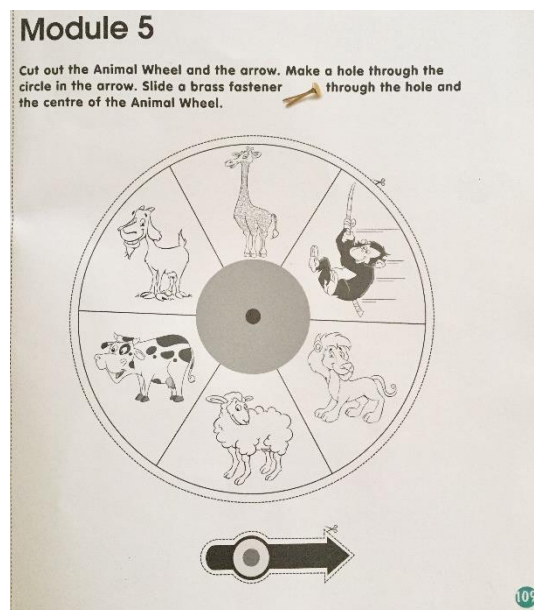 Module 5
Cut out the Animal Wheel and the arrow. Make a hole through the
circle in the arrow. Slide a brass fastener through the hole and
the centre of the Animal Wheel.
109